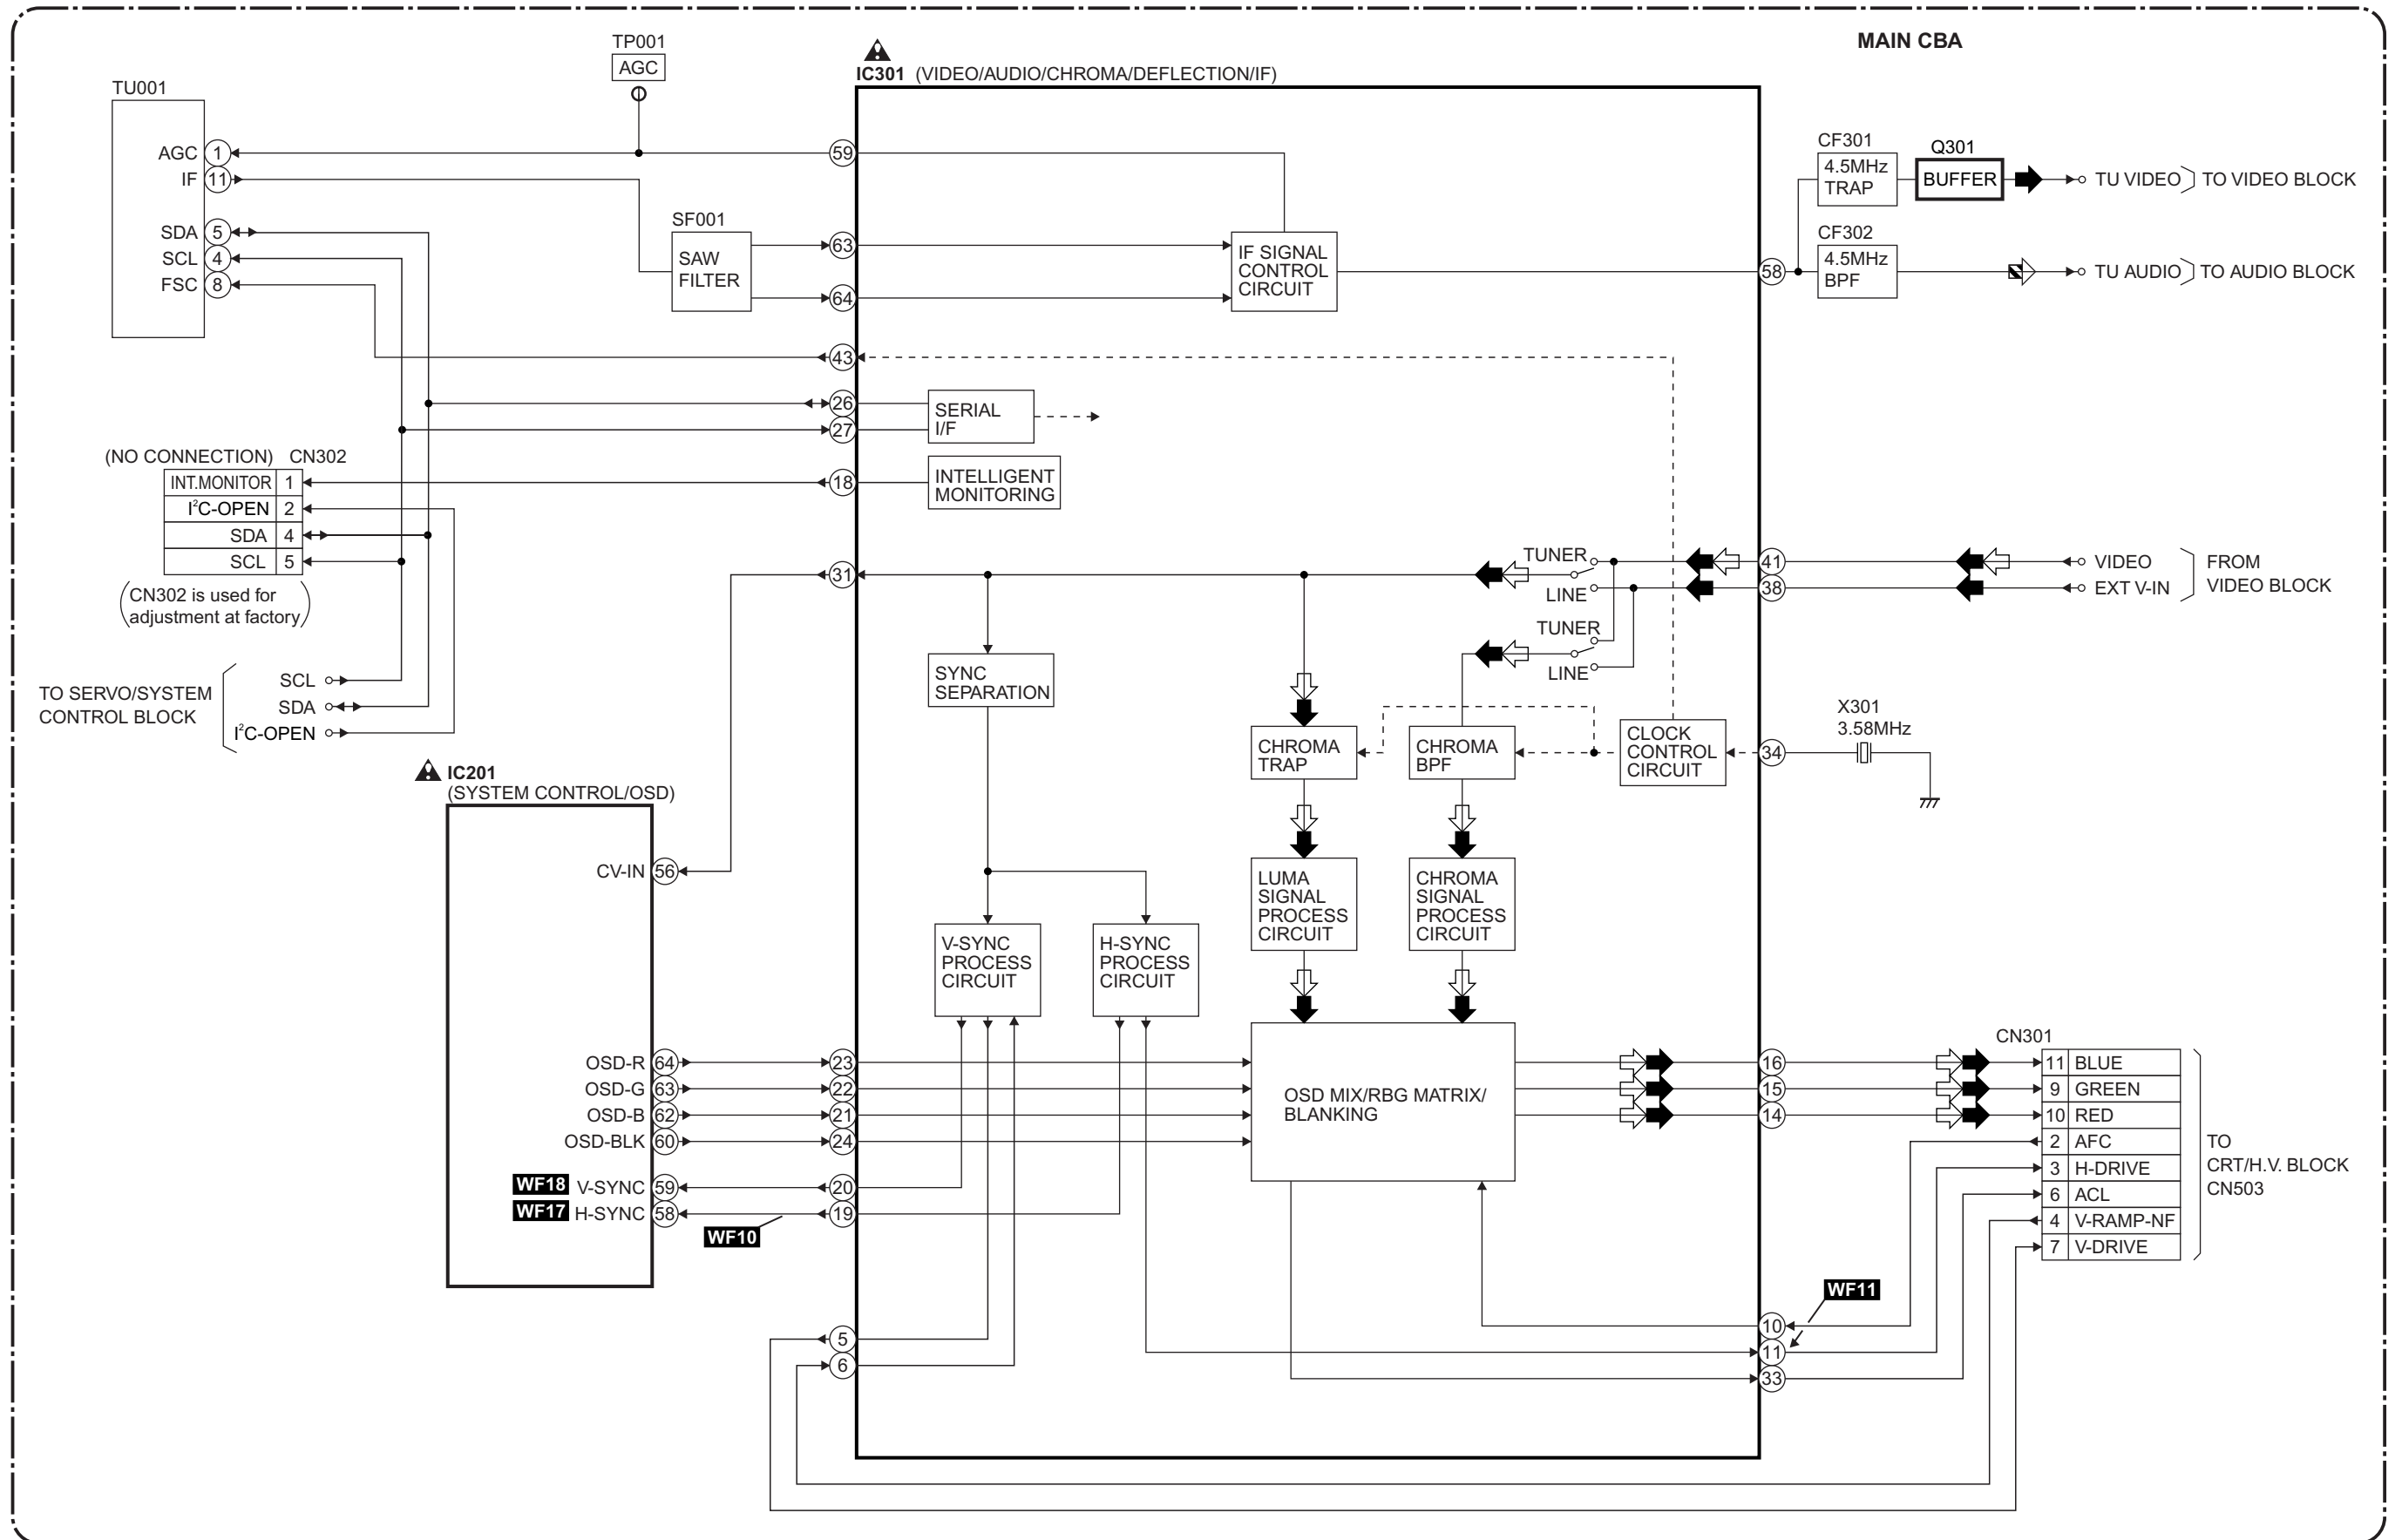 MAIN CBA
TP001
AGC
TU001
AGC 1
IF 11
SDA 5
SCL 4
FSC 8
SF001
SAW
FILTER
IC301 (VIDEO/AUDIO/CHROMA/DEFLECTION/IF)
59
63
64
43
26
27
18
31
IF SIGNAL
CONTROL
CIRCUIT
58
CF301
4.5MHz
TRAP
Q301
BUFFER
TU VIDEO
TO VIDEO BLOCK
CF302
4.5MHz
BPF
TU AUDIO
TO AUDIO BLOCK
SERIAL
I/F
INTELLIGENT
MONITORING
(NO CONNECTION) CN302
INT.MONITOR 1
I²C-OPEN 2
SDA 4
SCL 5
(CN302 is used for
adjustment at factory)
TO SERVO/SYSTEM
CONTROL BLOCK
SCL
SDA
I²C-OPEN
TUNER
LINE
TUNER
LINE
41
38
VIDEO
EXT V-IN
FROM
VIDEO BLOCK
SYNC
SEPARATION
CHROMA
TRAP
CHROMA
BPF
CLOCK
CONTROL
CIRCUIT
34
X301
3.58MHz
IC201
(SYSTEM CONTROL/OSD)
CV-IN 56
LUMA
SIGNAL
PROCESS
CIRCUIT
CHROMA
SIGNAL
PROCESS
CIRCUIT
V-SYNC
PROCESS
CIRCUIT
H-SYNC
PROCESS
CIRCUIT
OSD-R 64
OSD-G 63
OSD-B 62
OSD-BLK 60
WF18 V-SYNC 59
WF17 H-SYNC 58
WF10
23
22
21
24
20
19
5
6
OSD MIX/RBG MATRIX/
BLANKING
16
15
14
10
11
33
WF11
CN301
11 BLUE
9 GREEN
10 RED
2 AFC
3 H-DRIVE
6 ACL
4 V-RAMP-NF
7 V-DRIVE
TO
CRT/H.V. BLOCK
CN503